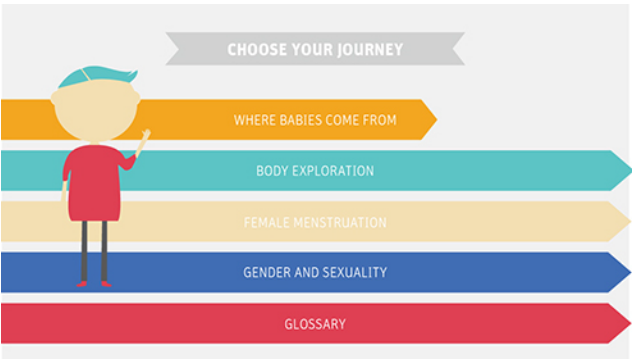 CHOOSE YOUR JOURNEY
WHERE BABIES COME FROM
BODY EXPLORATION
FEMALE MENSTRUATION
GENDER AND SEXUALITY
GLOSSARY